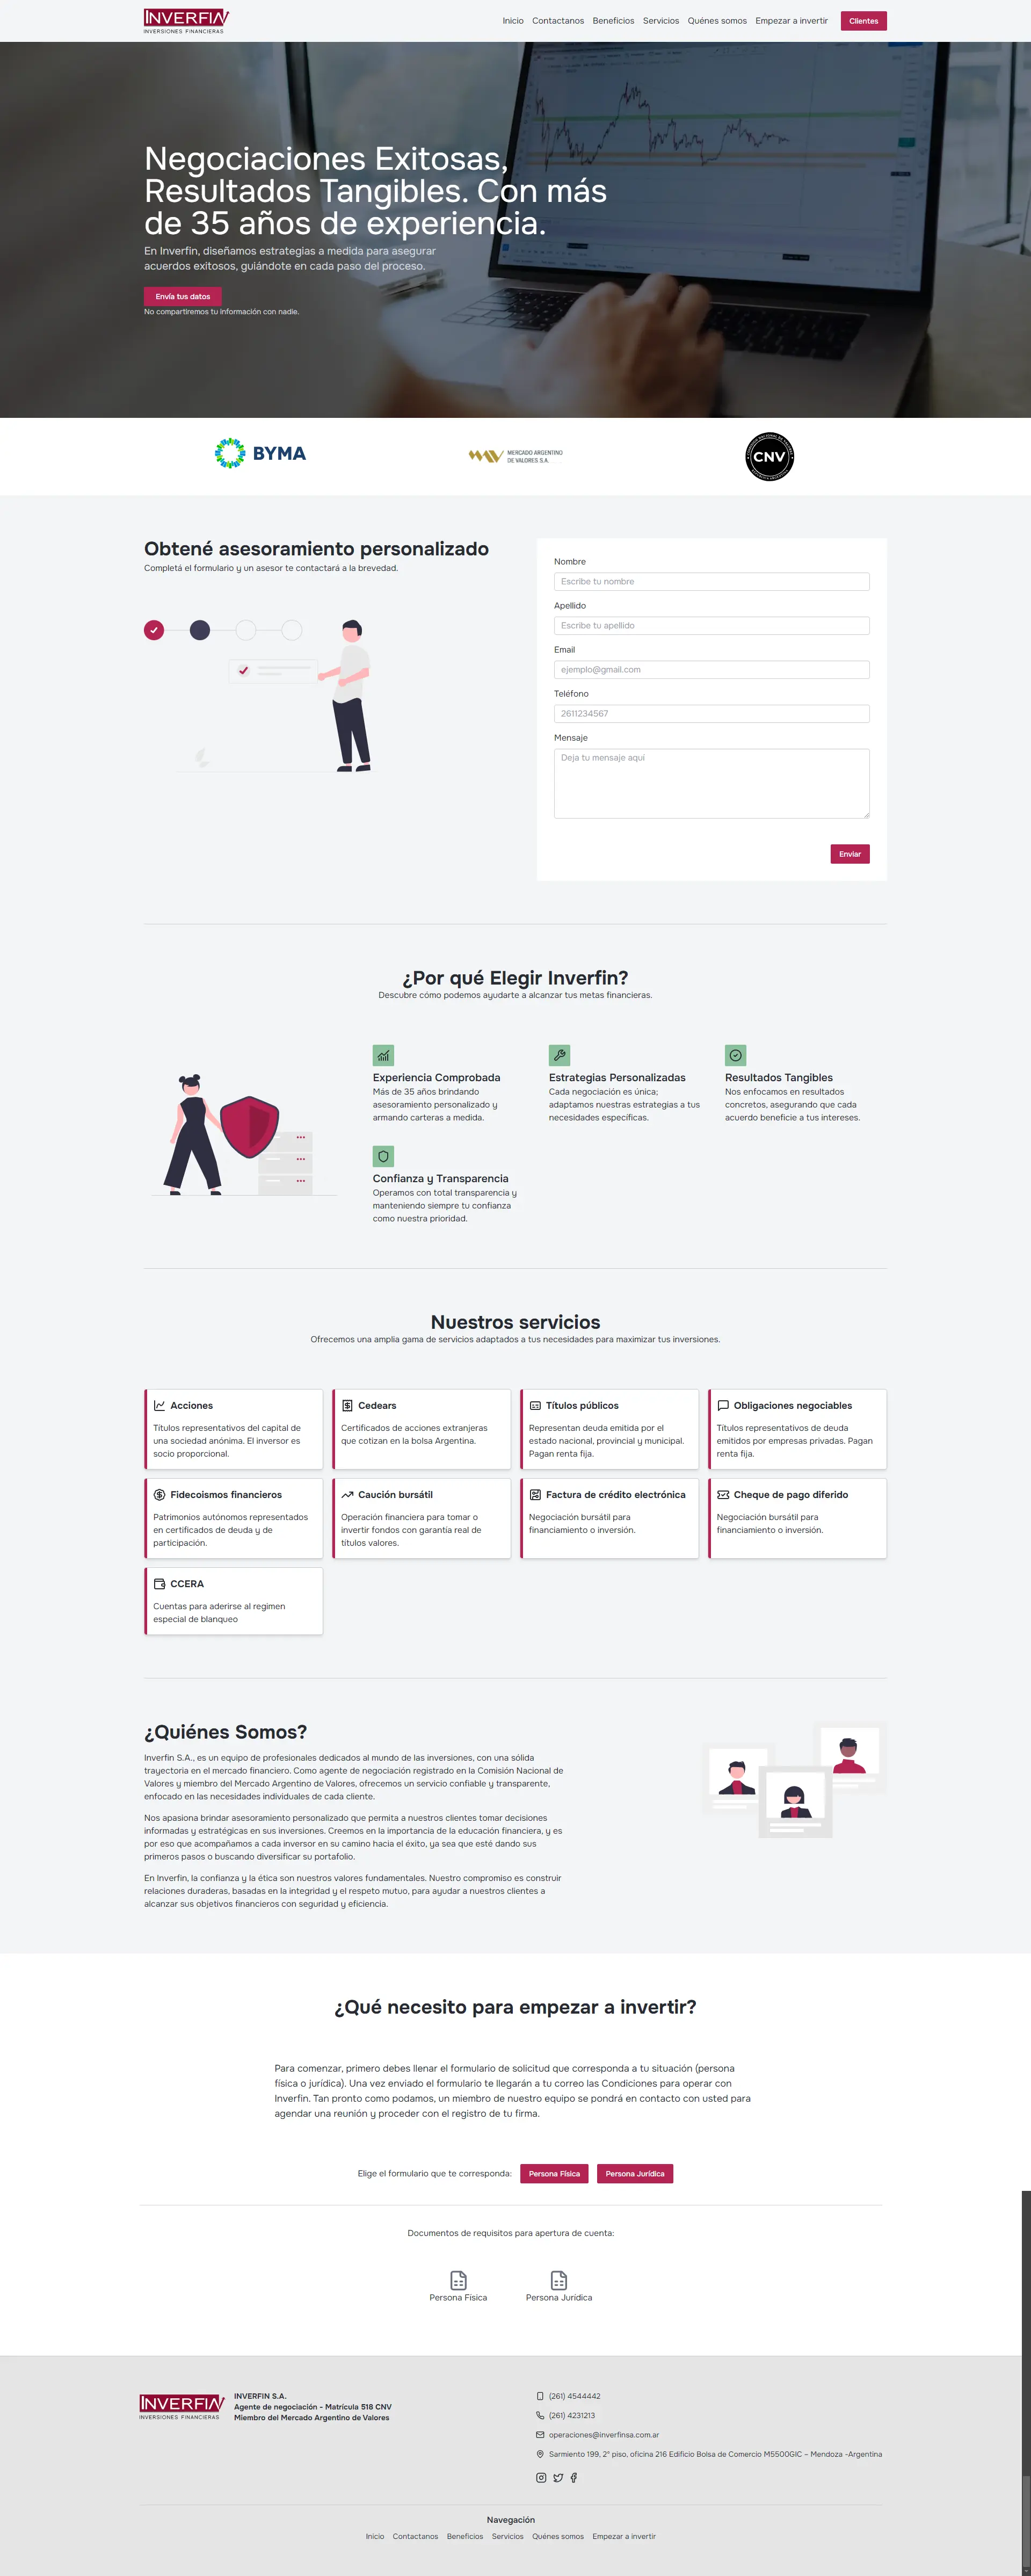 INVERFIN
INVERSIONES FINANCIERAS
Inicio Contactanos Beneficios Servicios Quénes somos Empezar a invertir Clientes
Negociaciones Exitosas,
Resultados Tangibles. Con más
de 35 años de experiencia.
En Inverfin, diseñamos estrategias a medida para asegurar
acuerdos exitosos, guiándote en cada paso del proceso.
Envía tus datos
No compartiremos tu información con nadie.
BYMA
MERCADO ARGENTINO
DE VALORES S.A.
CNV
Obtené asesoramiento personalizado
Completá el formulario y un asesor te contactará a la brevedad.
Nombre
Escribe tu nombre
Apellido
Escribe tu apellido
Email
ejemplo@gmail.com
Teléfono
2611234567
Mensaje
Deja tu mensaje aquí
Enviar
¿Por qué Elegir Inverfin?
Descubre cómo podemos ayudarte a alcanzar tus metas financieras.
Experiencia Comprobada
Más de 35 años brindando
asesoramiento personalizado y
armando carteras a medida.
Estrategias Personalizadas
Cada negociación es única;
adaptamos nuestras estrategias a tus
necesidades específicas.
Resultados Tangibles
Nos enfocamos en resultados
concretos, asegurando que cada
acuerdo beneficie a tus intereses.
Confianza y Transparencia
Operamos con total transparencia y
manteniendo siempre tu confianza
como nuestra prioridad.
Nuestros servicios
Ofrecemos una amplia gama de servicios adaptados a tus necesidades para maximizar tus inversiones.
Acciones
Títulos representativos del capital de
una sociedad anónima. El inversor es
socio proporcional.
Cedears
Certificados de acciones extranjeras
que cotizan en la bolsa Argentina.
Títulos públicos
Representan deuda emitida por el
estado nacional, provincial y municipal.
Pagan renta fija.
Obligaciones negociables
Títulos representativos de deuda
emitidos por empresas privadas. Pagan
renta fija.
Fidecoismos financieros
Patrimonios autónomos representados
en certificados de deuda y de
participación.
Caución bursátil
Operación financiera para tomar o
invertir fondos con garantía real de
títulos valores.
Factura de crédito electrónica
Negociación bursátil para
financiamiento o inversión.
Cheque de pago diferido
Negociación bursátil para
financiamiento o inversión.
CCERA
Cuentas para aderirse al regimen
especial de blanqueo
¿Quiénes Somos?
Inverfin S.A., es un equipo de profesionales dedicados al mundo de las inversiones, con una sólida
trayectoria en el mercado financiero. Como agente de negociación registrado en la Comisión Nacional de
Valores y miembro del Mercado Argentino de Valores, ofrecemos un servicio confiable y transparente,
enfocado en las necesidades individuales de cada cliente.
Nos apasiona brindar asesoramiento personalizado que permita a nuestros clientes tomar decisiones
informadas y estratégicas en sus inversiones. Creemos en la importancia de la educación financiera, y es
por eso que acompañamos a cada inversor en su camino hacia el éxito, ya sea que esté dando sus
primeros pasos o buscando diversificar su portafolio.
En Inverfin, la confianza y la ética son nuestros valores fundamentales. Nuestro compromiso es construir
relaciones duraderas, basadas en la integridad y el respeto mutuo, para ayudar a nuestros clientes a
alcanzar sus objetivos financieros con seguridad y eficiencia.
¿Qué necesito para empezar a invertir?
Para comenzar, primero debes llenar el formulario de solicitud que corresponda a tu situación (persona
física o jurídica). Una vez enviado el formulario te llegarán a tu correo las Condiciones para operar con
Inverfin. Tan pronto como podamos, un miembro de nuestro equipo se pondrá en contacto con usted para
agendar una reunión y proceder con el registro de tu firma.
Elige el formulario que te corresponda: Persona Física Persona Jurídica
Documentos de requisitos para apertura de cuenta:
Persona Física Persona Jurídica
INVERFIN
INVERSIONES FINANCIERAS
INVERFIN S.A.
Agente de negociación - Matrícula 518 CNV
Miembro del Mercado Argentino de Valores
(261) 4544442
(261) 4231213
operaciones@inverfinsa.com.ar
Sarmiento 199, 2° piso, oficina 216 Edificio Bolsa de Comercio M5500GIC – Mendoza -Argentina
Navegación
Inicio Contactanos Beneficios Servicios Quénes somos Empezar a invertir